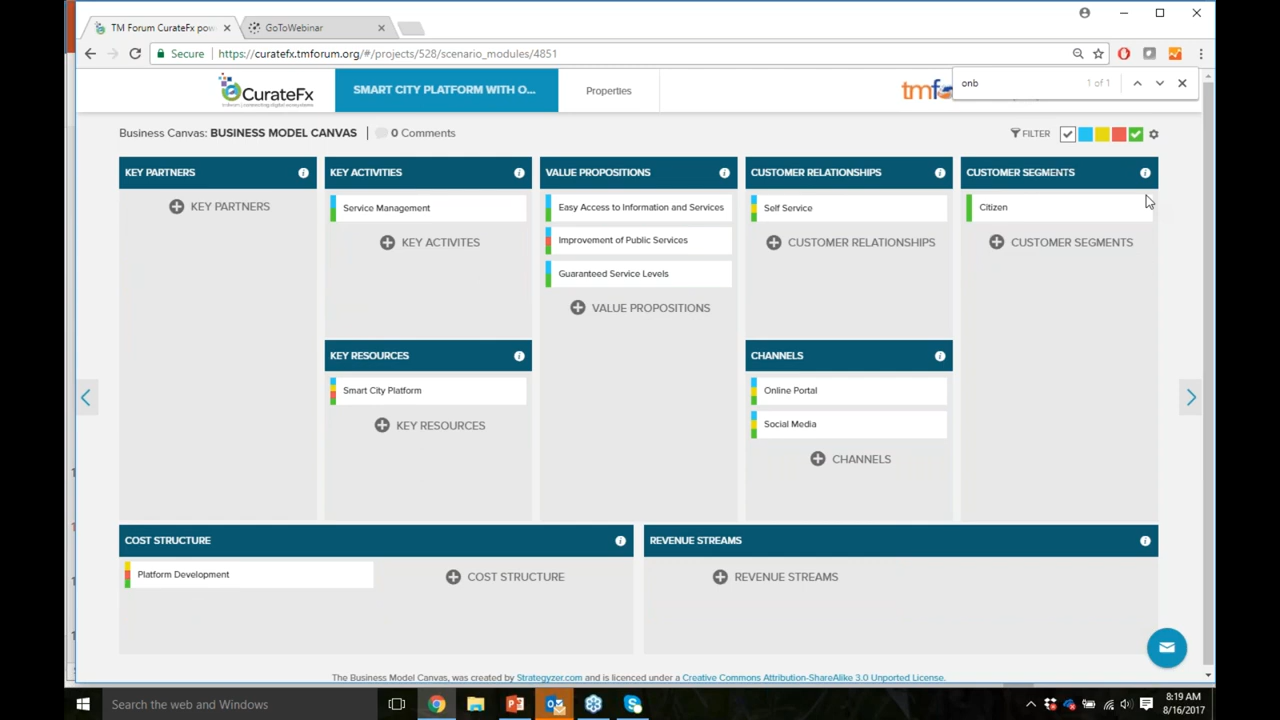 TM Forum CurateFx pow
GoToWebinar
Secure
https://curatefx.tmforum.org/#/projects/528/scenario_modules/4851
onb
1 of 1
CurateFx
SMART CITY PLATFORM WITH O...
Properties
tmf
Business Canvas: BUSINESS MODEL CANVAS
0 Comments
FILTER
KEY PARTNERS
KEY PARTNERS
KEY ACTIVITIES
Service Management
KEY ACTIVITES
KEY RESOURCES
Smart City Platform
KEY RESOURCES
VALUE PROPOSITIONS
Easy Access to Information and Services
Improvement of Public Services
Guaranteed Service Levels
VALUE PROPOSITIONS
CUSTOMER RELATIONSHIPS
Self Service
CUSTOMER RELATIONSHIPS
CHANNELS
Online Portal
Social Media
CHANNELS
CUSTOMER SEGMENTS
Citizen
CUSTOMER SEGMENTS
COST STRUCTURE
Platform Development
COST STRUCTURE
REVENUE STREAMS
REVENUE STREAMS
The Business Model Canvas, was created by Strategyzer.com and is licenced under a Creative Commons Attribution-ShareAlike 3.0 Unported License.
Search the web and Windows
8:19 AM
8/16/2017